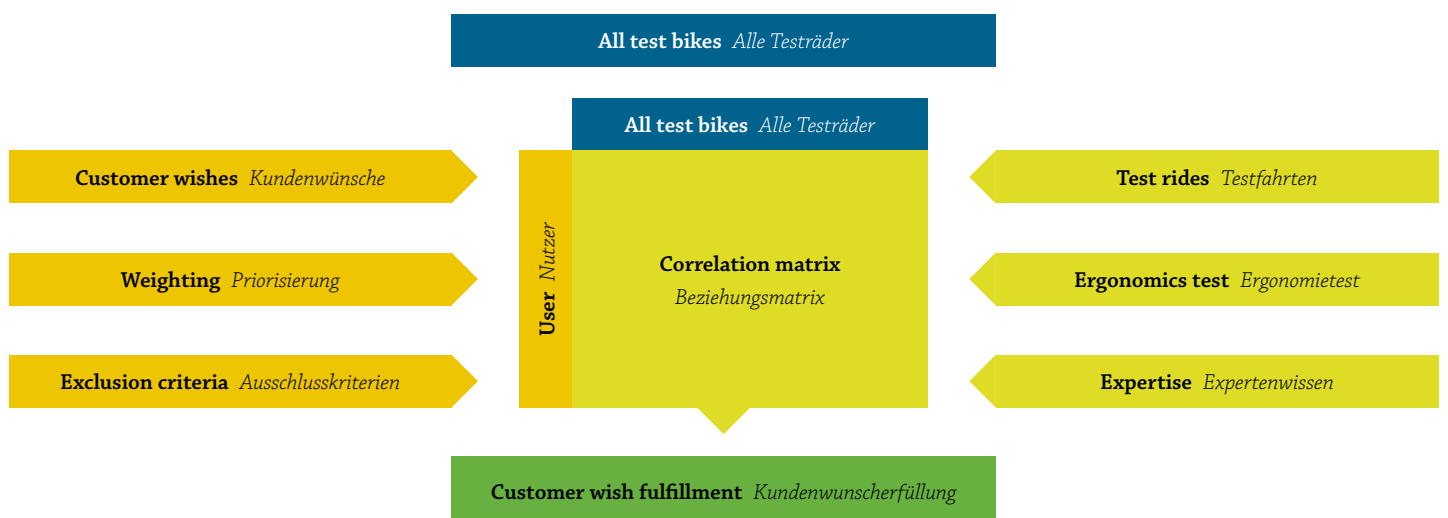 All test bikes Alle Testräder
All test bikes Alle Testräder
Customer wishes Kundenwünsche
Weighting Priorisierung
Exclusion criteria Ausschlusskriterien
User Nutzer
Correlation matrix
Beziehungsmatrix
Test rides Testfahrten
Ergonomics test Ergonomietest
Expertise Expertenwissen
Customer wish fulfillment Kundenwunscherfüllung